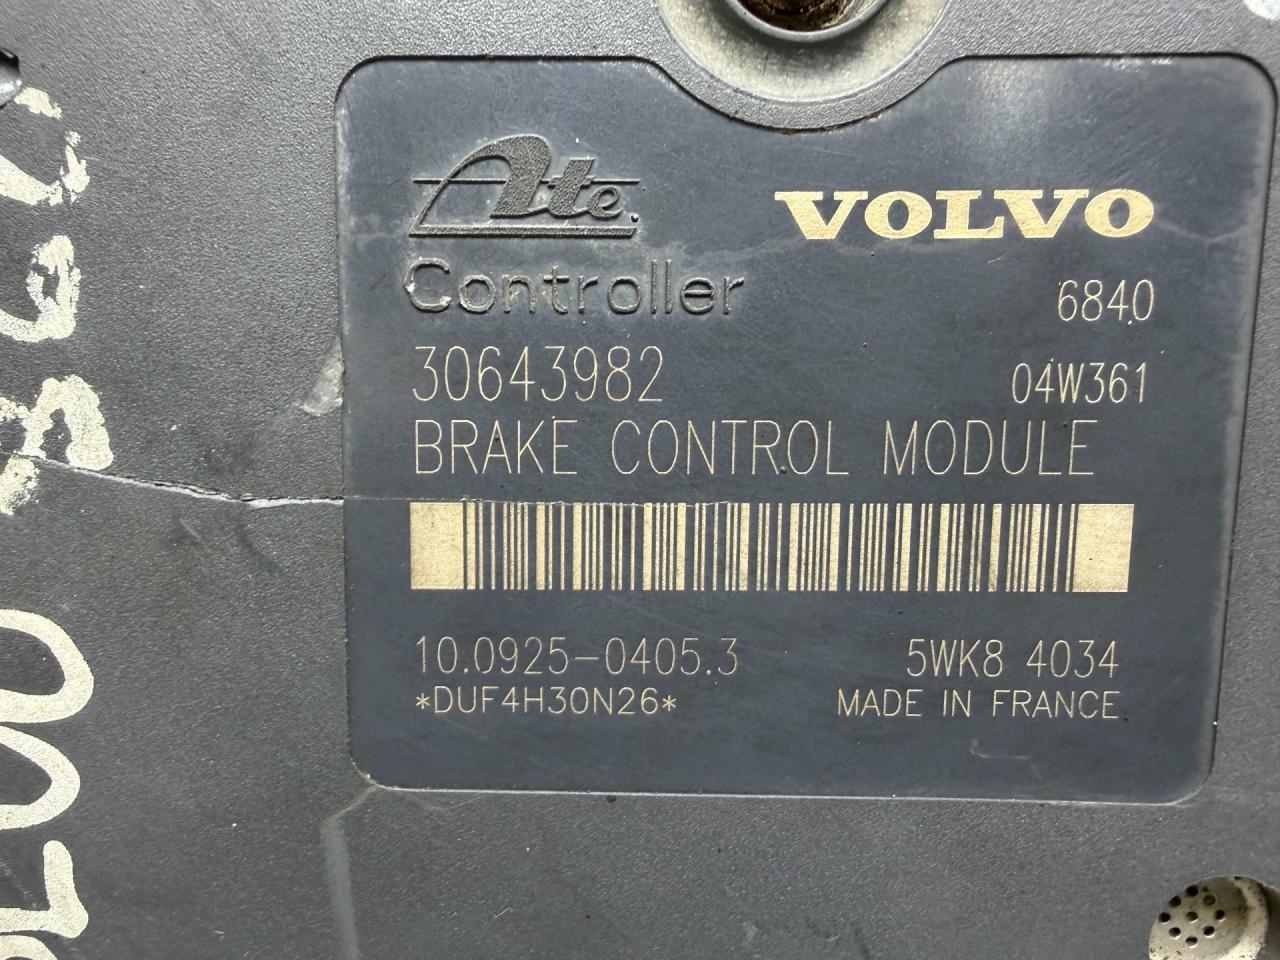 Ate
VOLVO
Controller
6840
30643982
04W361
BRAKE CONTROL MODULE
10.0925-0405.3
5WK8 4034
*DUF4H30N26*
MADE IN FRANCE